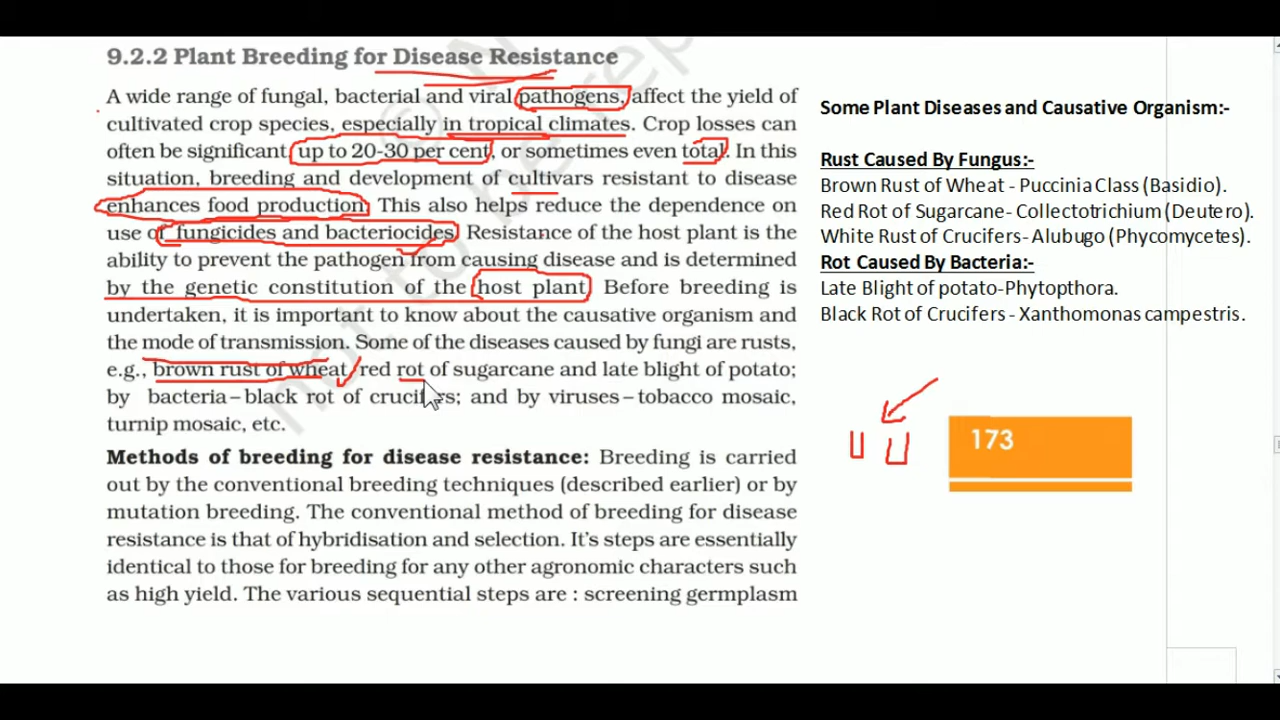 9.2.2 Plant Breeding for Disease Resistance
A wide range of fungal, bacterial and viral pathogens, affect the yield of
cultivated crop species, especially in tropical climates. Crop losses can
often be significant up to 20-30 per cent, or sometimes even total. In this
situation, breeding and development of cultivars resistant to disease
enhances food production. This also helps reduce the dependence on
use of fungicides and bacteriocides. Resistance of the host plant is the
ability to prevent the pathogen from causing disease and is determined
by the genetic constitution of the host plant. Before breeding is
undertaken, it is important to know about the causative organism and
the mode of transmission. Some of the diseases caused by fungi are rusts,
e.g., brown rust of wheat, red rot of sugarcane and late blight of potato;
by bacteria – black rot of crucifers; and by viruses – tobacco mosaic,
turnip mosaic, etc.
Methods of breeding for disease resistance: Breeding is carried
out by the conventional breeding techniques (described earlier) or by
mutation breeding. The conventional method of breeding for disease
resistance is that of hybridisation and selection. It's steps are essentially
identical to those for breeding for any other agronomic characters such
as high yield. The various sequential steps are : screening germplasm
Some Plant Diseases and Causative Organism:-
Rust Caused By Fungus:-
Brown Rust of Wheat - Puccinia Class (Basidio).
Red Rot of Sugarcane- Collectotrichium (Deutero).
White Rust of Crucifers- Alubugo (Phycomycetes).
Rot Caused By Bacteria:-
Late Blight of potato-Phytopthora.
Black Rot of Crucifers - Xanthomonas campestris.
173
not to be rep